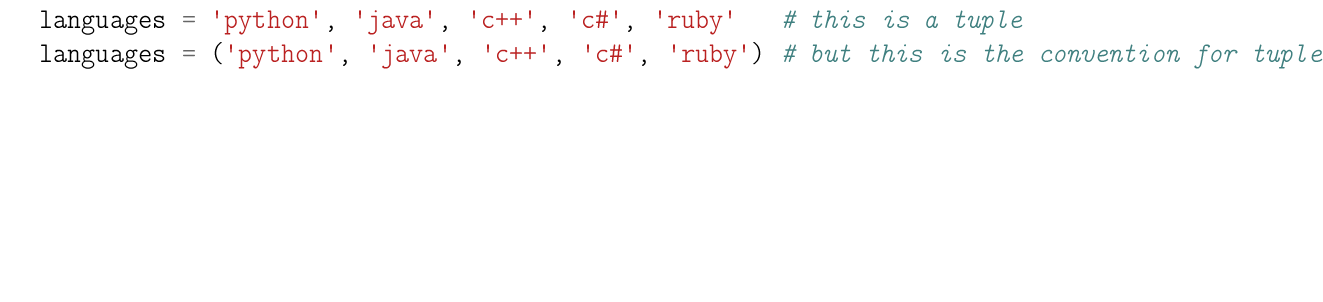 languages = 'python', 'java', 'c++', 'c#', 'ruby'   # this is a tuple
languages = ('python', 'java', 'c++', 'c#', 'ruby') # but this is the convention for tuple